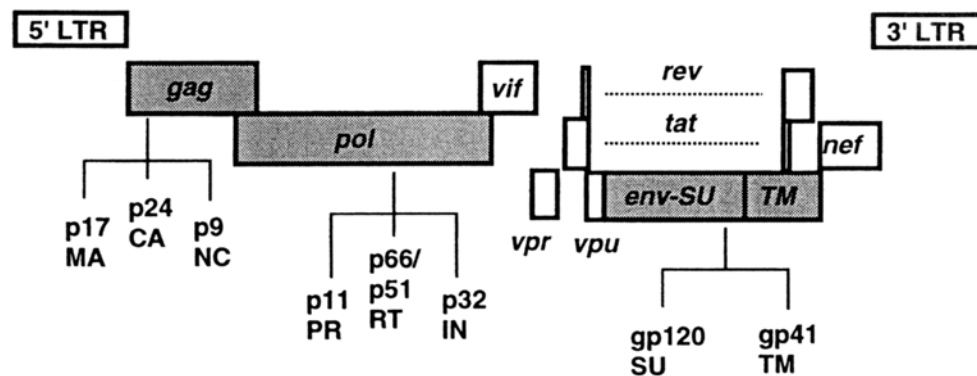 5' LTR
3' LTR
gag
vif
rev
pol
tat
nef
env-SU TM
vpr vpu
p17
MA
p24
CA
p9
NC
p11
PR
p66/
p51
RT
p32
IN
gp120
SU
gp41
TM